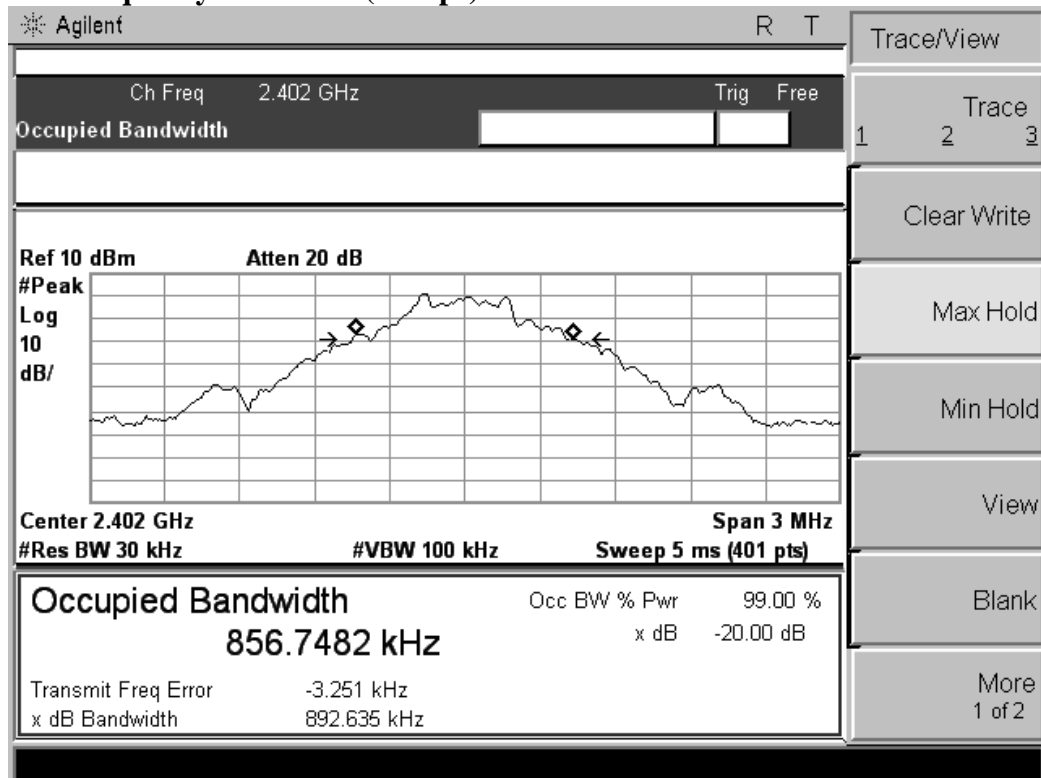 Agilent R T
Trace/View
Ch Freq 2.402 GHz Trig Free
Occupied Bandwidth
Trace
1 2 3
Clear Write
Ref 10 dBm Atten 20 dB
#Peak
Log
10
dB/
Max Hold
Min Hold
View
Center 2.402 GHz Span 3 MHz
#Res BW 30 kHz #VBW 100 kHz Sweep 5 ms (401 pts)
Occupied Bandwidth
856.7482 kHz
Occ BW % Pwr 99.00 %
x dB -20.00 dB
Transmit Freq Error -3.251 kHz
x dB Bandwidth 892.635 kHz
Blank
More
1 of 2